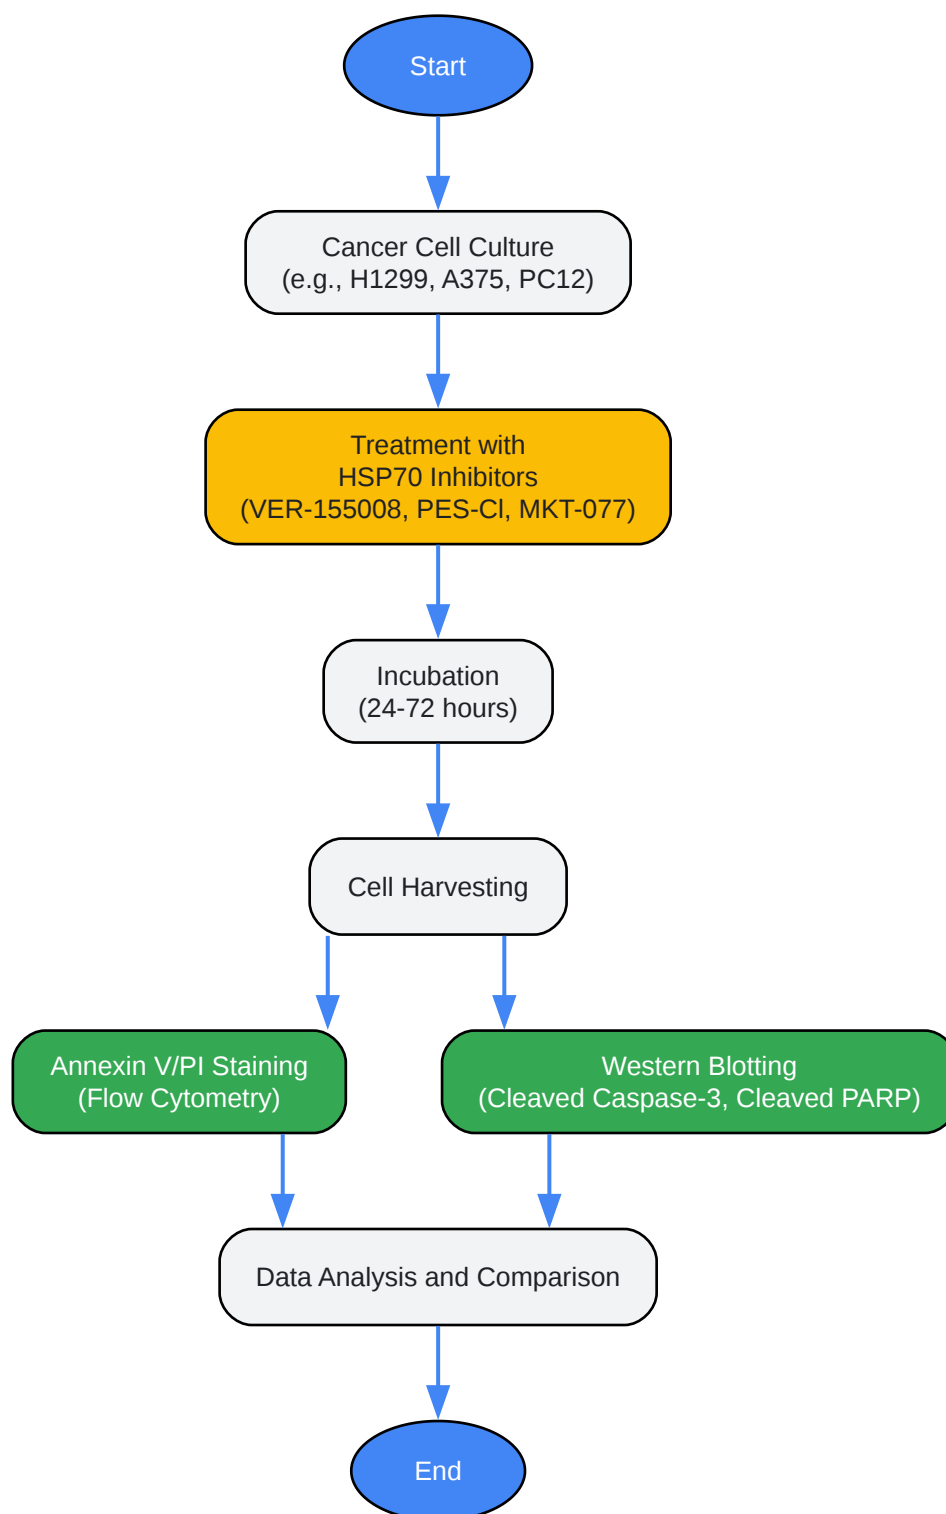 Start
Cancer Cell Culture
(e.g., H1299, A375, PC12)
Treatment with
HSP70 Inhibitors
(VER-155008, PES-Cl, MKT-077)
Incubation
(24-72 hours)
Cell Harvesting
Annexin V/PI Staining
(Flow Cytometry)
Western Blotting
(Cleaved Caspase-3, Cleaved PARP)
Data Analysis and Comparison
End